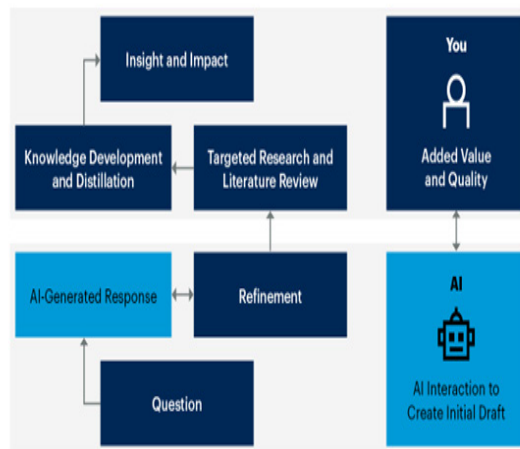 Insight and Impact
Knowledge Development
and Distillation
Targeted Research and
Literature Review
You
Added Value
and Quality
AI-Generated Response
Refinement
Question
AI
AI Interaction to
Create Initial Draft